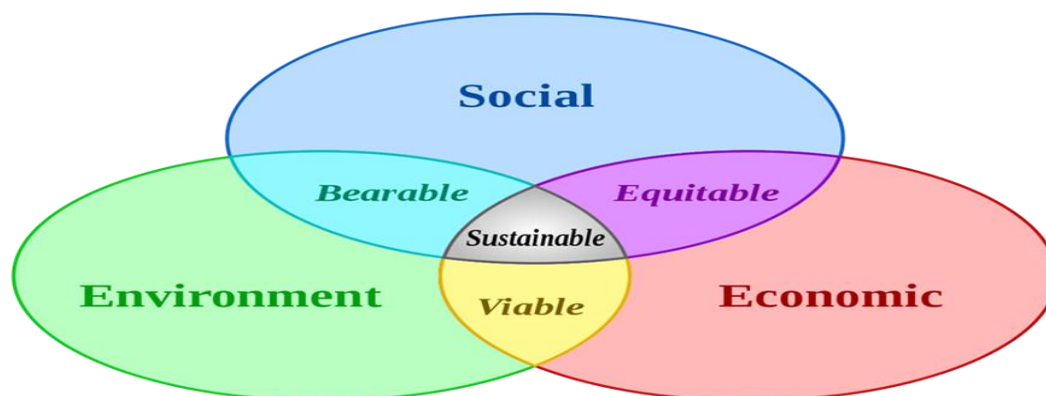 Social
Bearable
Equitable
Sustainable
Environment
Viable
Economic